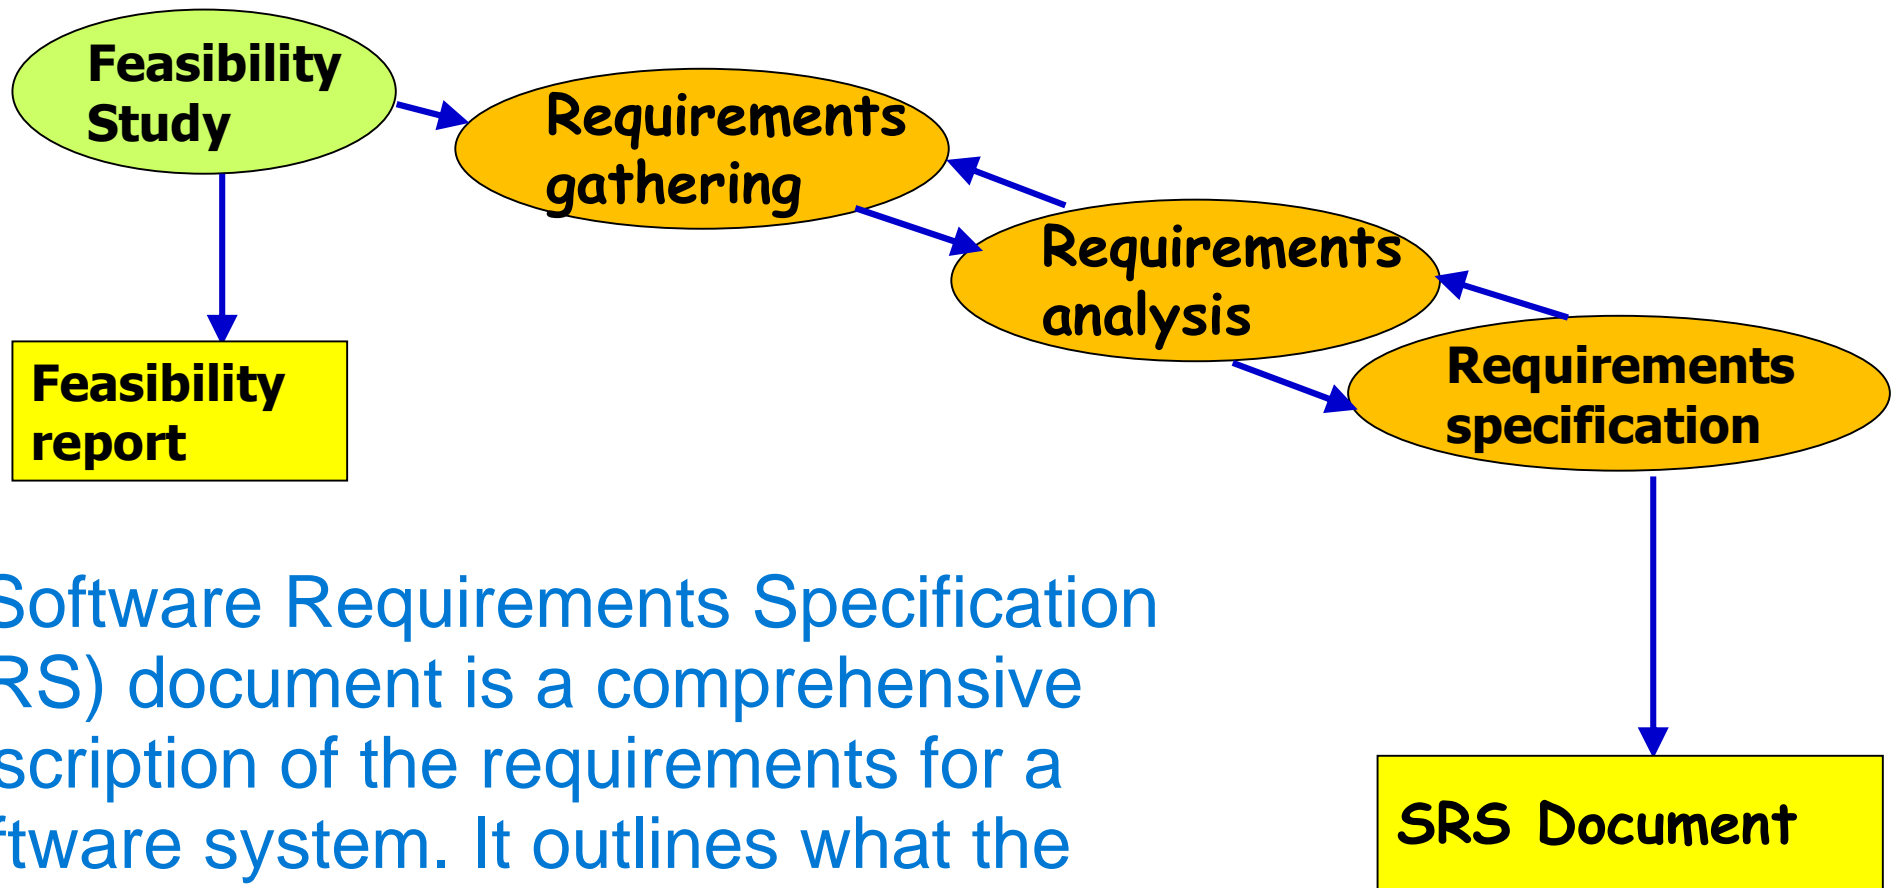 Feasibility
Study
Requirements
gathering
Requirements
analysis
Requirements
specification
Feasibility
report
Software Requirements Specification
RS) document is a comprehensive
scription of the requirements for a
ftware system. It outlines what the
SRS Document